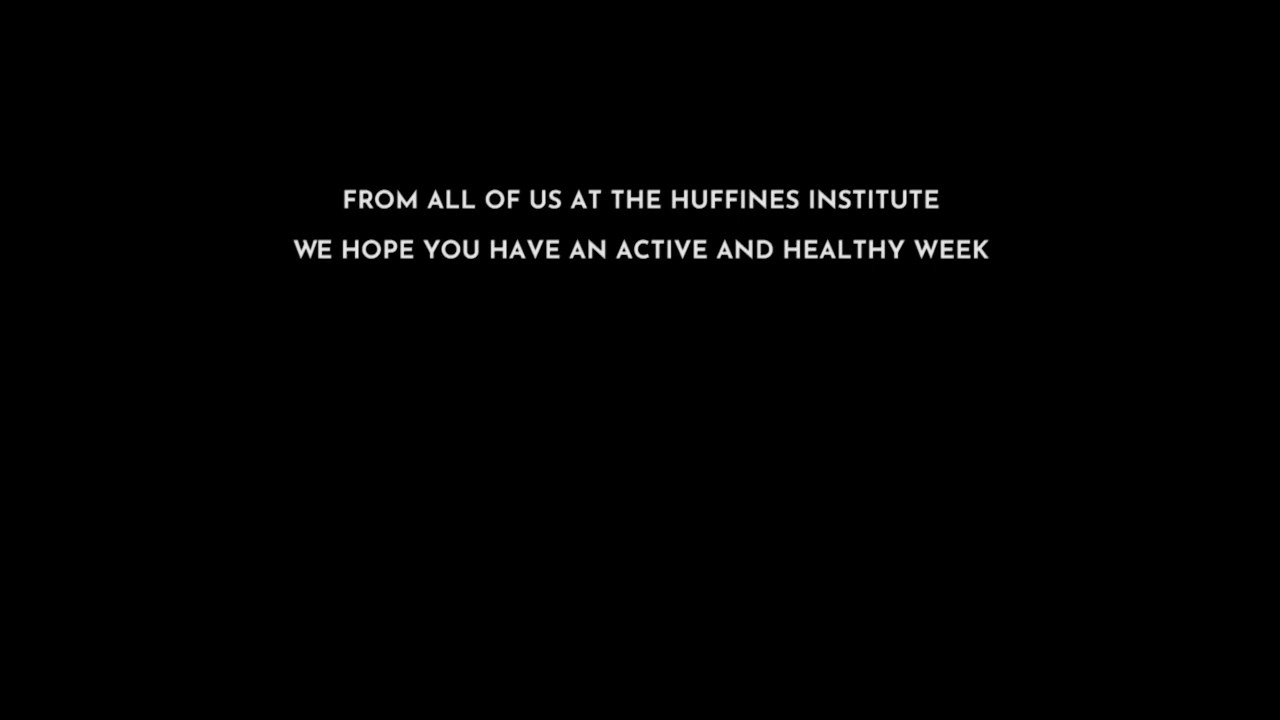 FROM ALL OF US AT THE HUFFINES INSTITUTE
WE HOPE YOU HAVE AN ACTIVE AND HEALTHY WEEK